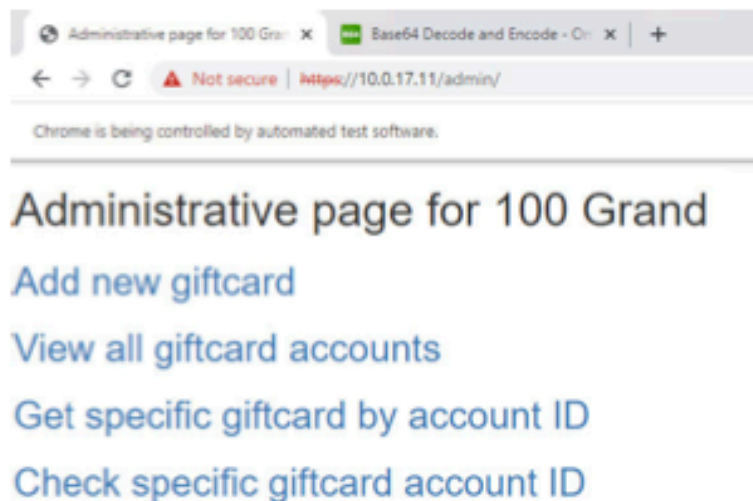 Administrative page for 100 Gra
Base64 Decode and Encode - On
Not secure | https://10.0.17.11/admin/
Chrome is being controlled by automated test software.
Administrative page for 100 Grand
Add new giftcard
View all giftcard accounts
Get specific giftcard by account ID
Check specific giftcard account ID